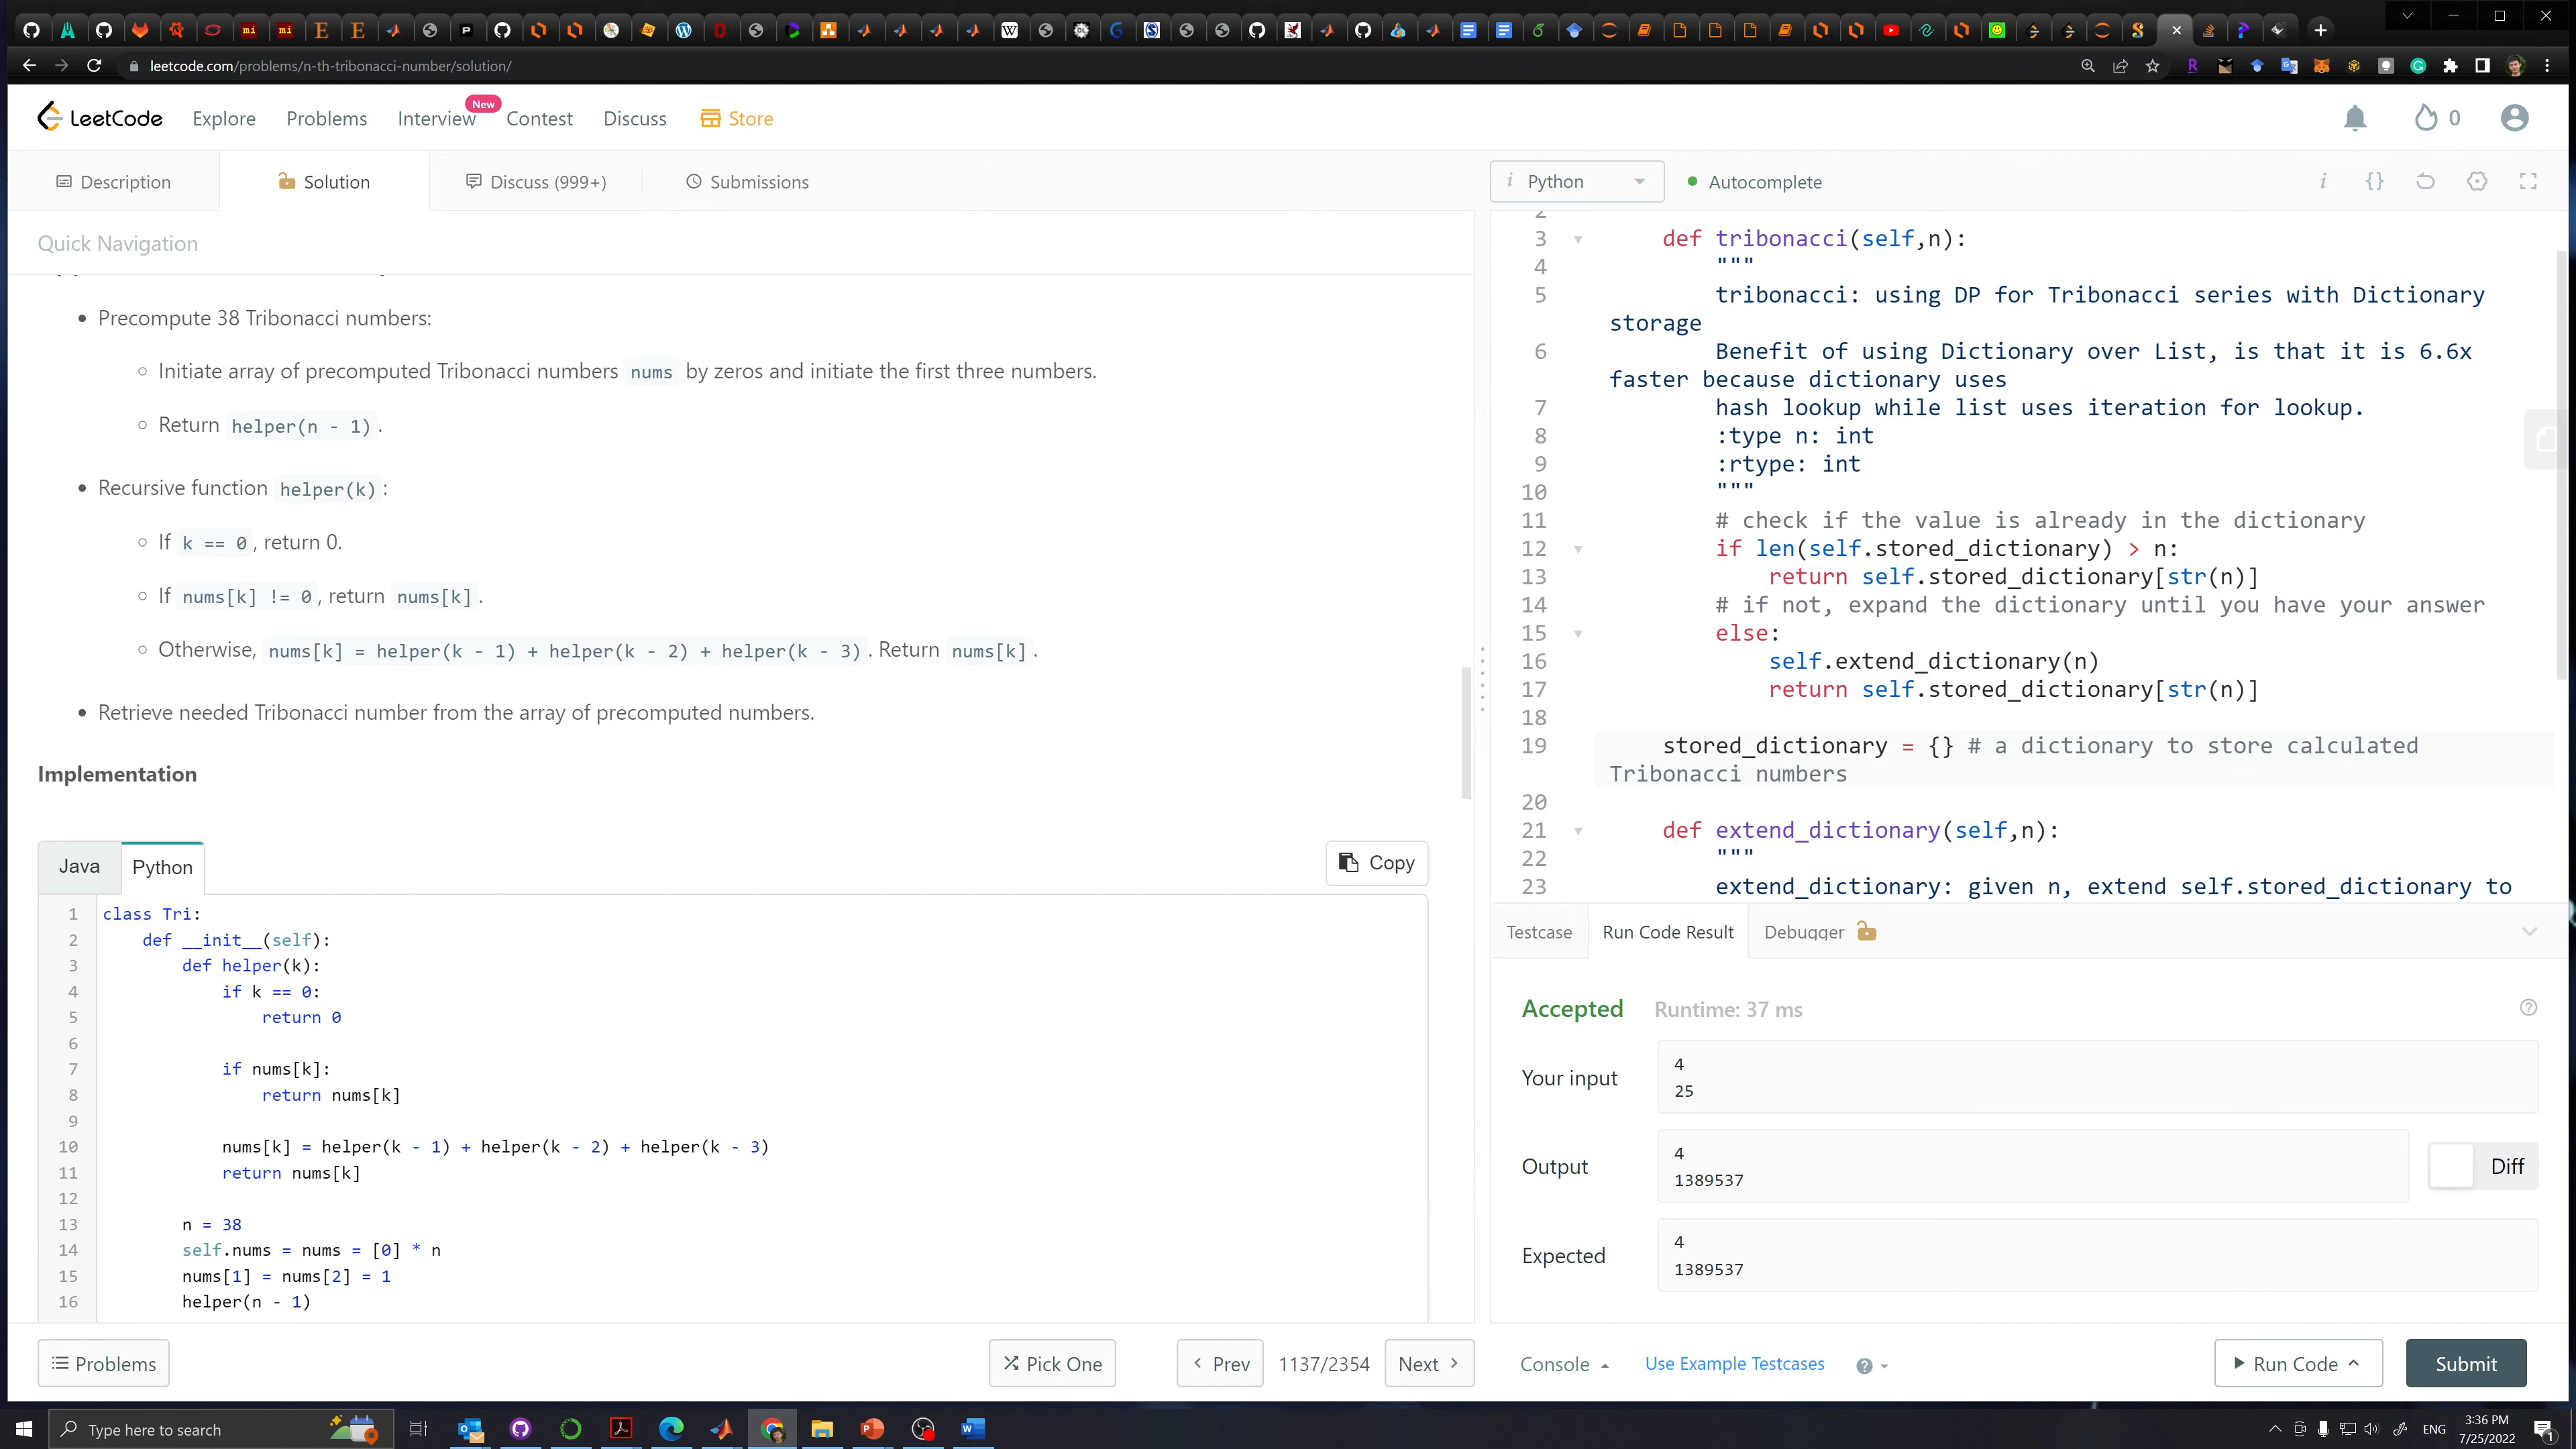 leetcode.com/problems/n-th-tribonacci-number/solution/
LeetCode
Explore
Problems
Interview
New
Contest
Discuss
Store
0
Description
Solution
Discuss (999+)
Submissions
Quick Navigation
• Precompute 38 Tribonacci numbers:
○ Initiate array of precomputed Tribonacci numbers nums by zeros and initiate the first three numbers.
○ Return helper(n - 1) .
• Recursive function helper(k) :
○ If k == 0 , return 0.
○ If nums[k] != 0 , return nums[k] .
○ Otherwise, nums[k] = helper(k - 1) + helper(k - 2) + helper(k - 3) . Return nums[k] .
• Retrieve needed Tribonacci number from the array of precomputed numbers.
Implementation
Java
Python
Copy
1 class Tri:
2 def __init__(self):
3 def helper(k):
4 if k == 0:
5 return 0
6
7 if nums[k]:
8 return nums[k]
9
10 nums[k] = helper(k - 1) + helper(k - 2) + helper(k - 3)
11 return nums[k]
12
13 n = 38
14 self.nums = nums = [0] * n
15 nums[1] = nums[2] = 1
16 helper(n - 1)
Problems
Pick One
Prev
1137/2354
Next
Python
Autocomplete
2
3 def tribonacci(self,n):
4 """
5 tribonacci: using DP for Tribonacci series with Dictionary
storage
6 Benefit of using Dictionary over List, is that it is 6.6x
faster because dictionary uses
7 hash lookup while list uses iteration for lookup.
8 :type n: int
9 :rtype: int
10 """
11 # check if the value is already in the dictionary
12 if len(self.stored_dictionary) > n:
13 return self.stored_dictionary[str(n)]
14 # if not, expand the dictionary until you have your answer
15 else:
16 self.extend_dictionary(n)
17 return self.stored_dictionary[str(n)]
18
19 stored_dictionary = {} # a dictionary to store calculated
Tribonacci numbers
20
21 def extend_dictionary(self,n):
22 """
23 extend_dictionary: given n, extend self.stored_dictionary to
Testcase
Run Code Result
Debugger
Accepted
Runtime: 37 ms
Your input
4
25
Output
4
1389537
Diff
Expected
4
1389537
Console
Use Example Testcases
Run Code
Submit
Type here to search
ENG
3:36 PM
7/25/2022
1